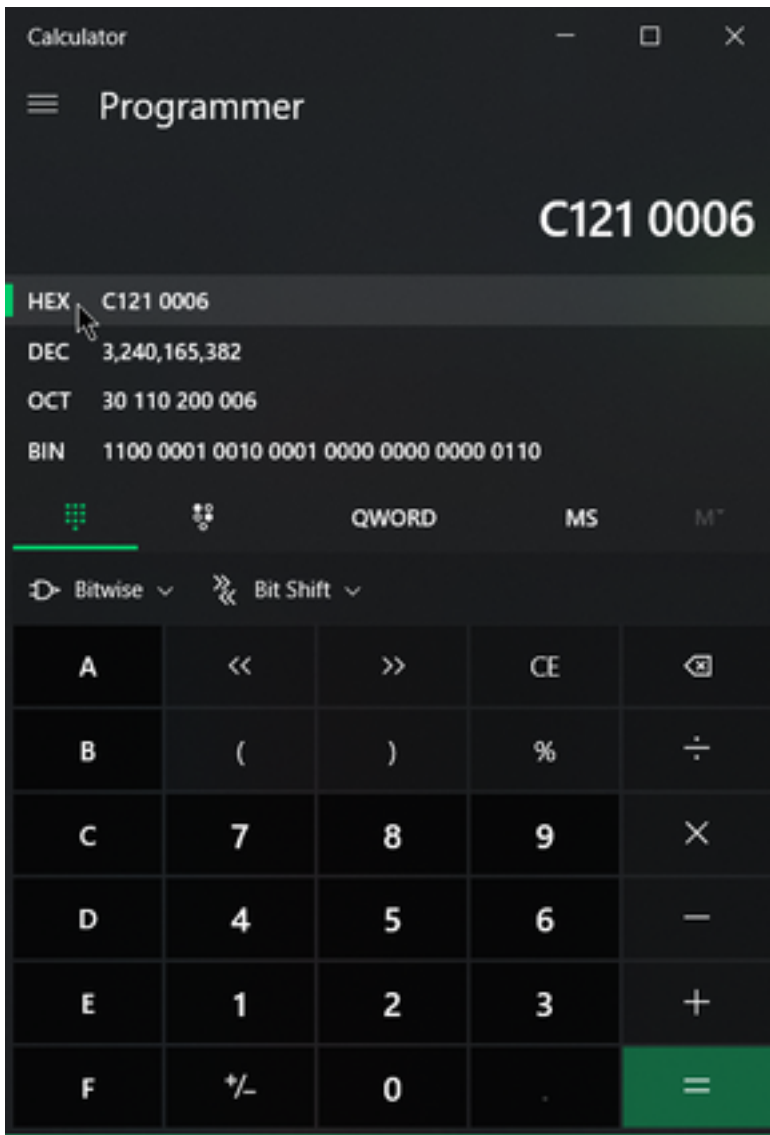 Calculator
Programmer
C121 0006
HEX C121 0006
DEC 3,240,165,382
OCT 30 110 200 006
BIN 1100 0001 0010 0001 0000 0000 0000 0110
QWORD MS M˅
Bitwise Bit Shift
A << >> CE
B ( ) % ÷
C 7 8 9 ×
D 4 5 6 −
E 1 2 3 +
F +/− 0 . =